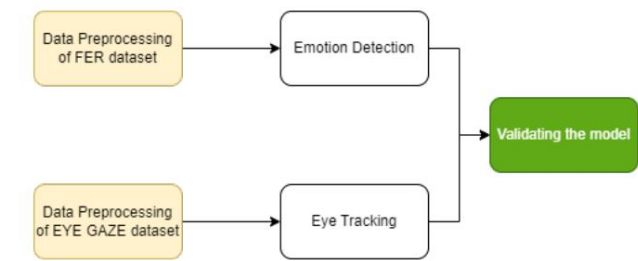 Data Preprocessing
of FER dataset
Emotion Detection
Validating the model
Data Preprocessing
of EYE GAZE dataset
Eye Tracking